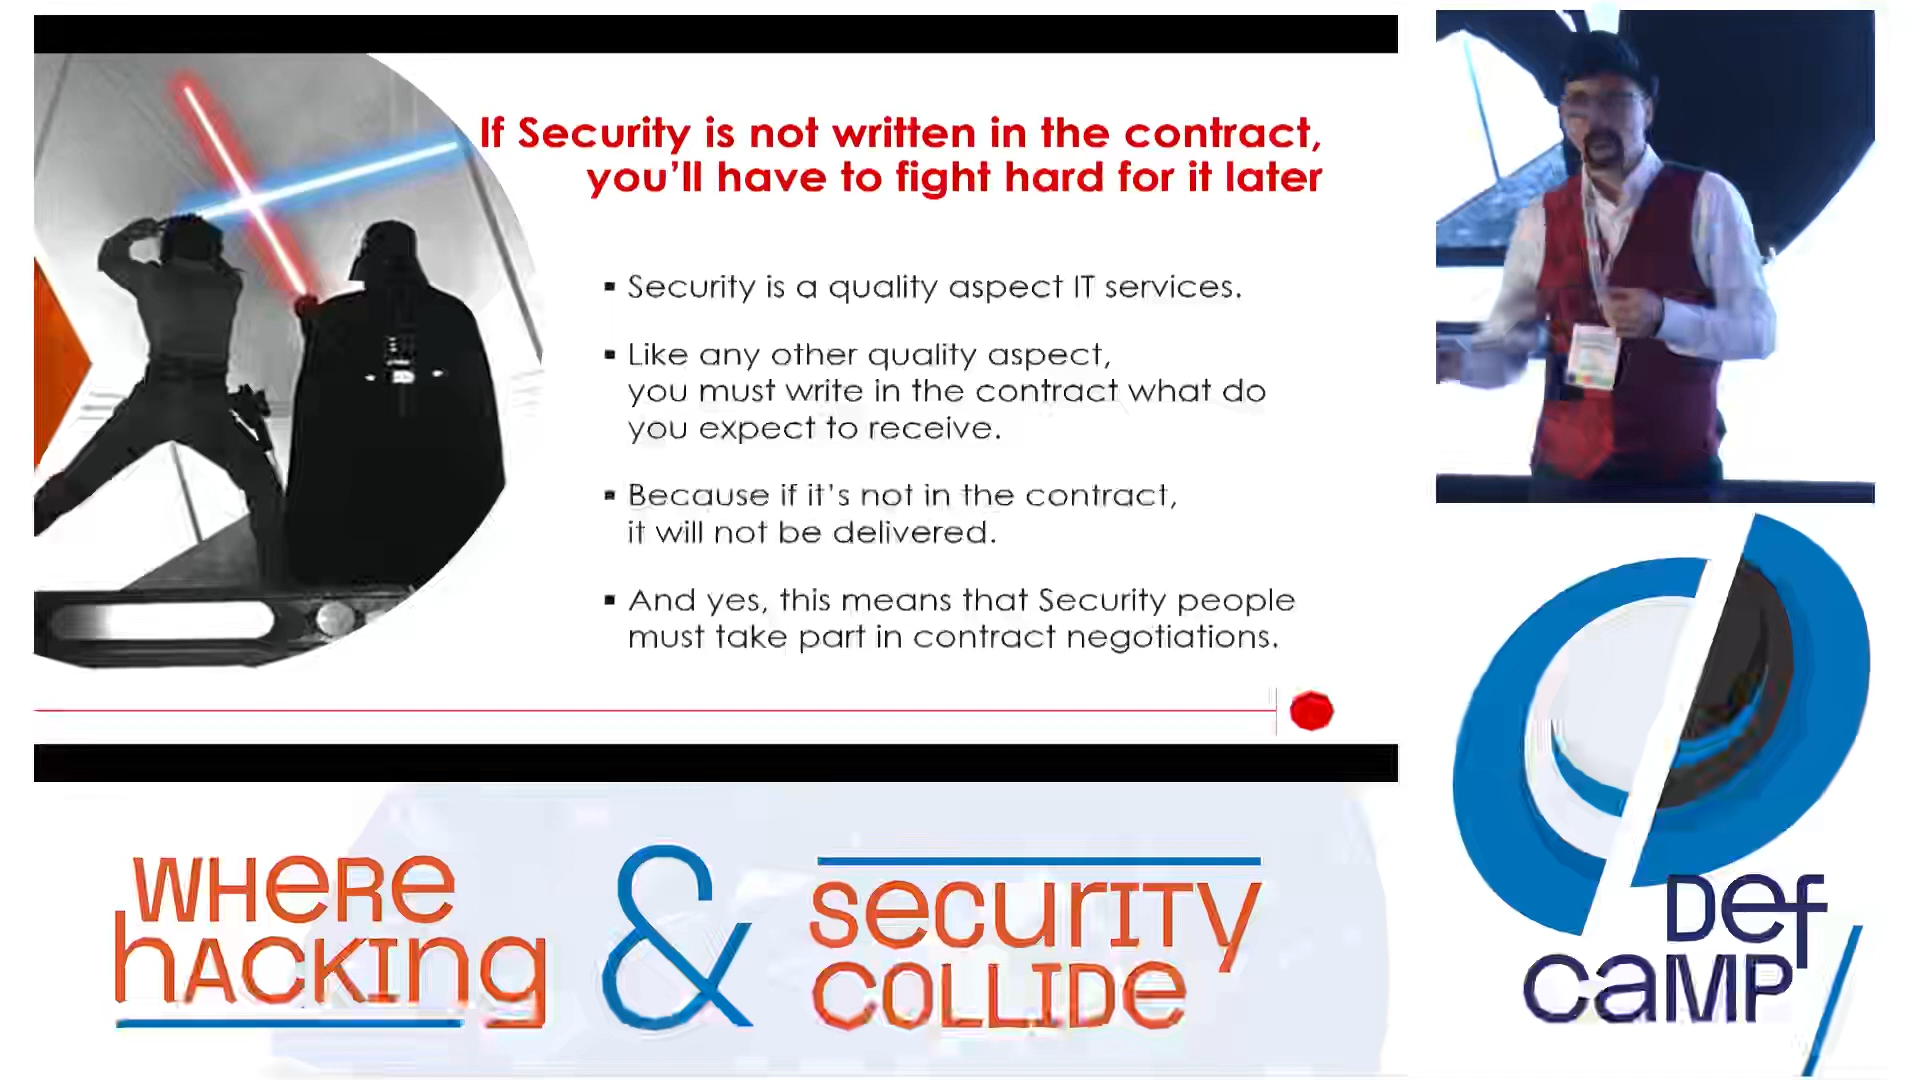 If Security is not written in the contract,
you'll have to fight hard for it later
▪ Security is a quality aspect IT services.
▪ Like any other quality aspect,
you must write in the contract what do
you expect to receive.
▪ Because if it's not in the contract,
it will not be delivered.
▪ And yes, this means that Security people
must take part in contract negotiations.
WHere
hACKIng
&
securITy
COLLIDe
Def
caMP